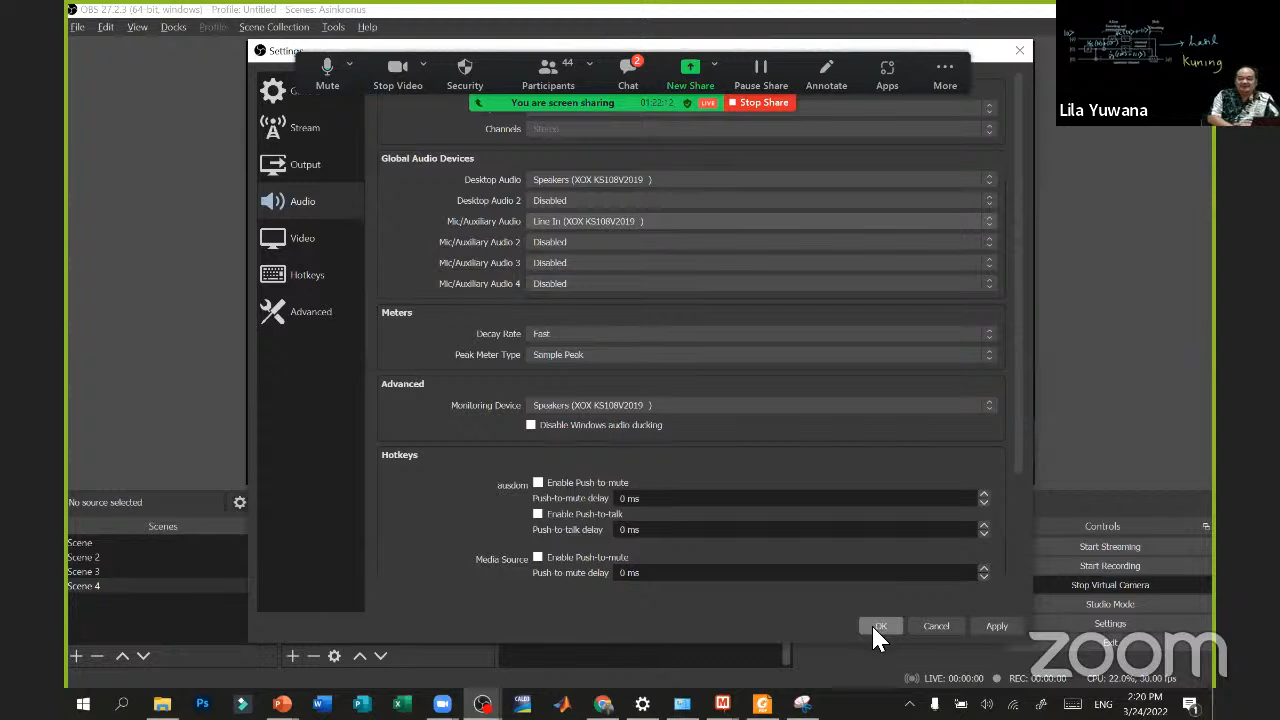 OBS 27.2.3 (64-bit, windows) - Profile: Untitled - Scenes: Asinkronus
File Edit View Docks Profile Scene Collection Tools Help
Settings
Mute Stop Video Security Participants 44 Chat 2 New Share Pause Share Annotate Apps More
You are screen sharing 01:22:12 LIVE Stop Share
hasil
Kuning
Lila Yuwana
Stream
Output
Audio
Video
Hotkeys
Advanced
Channels Stereo
Global Audio Devices
Desktop Audio Speakers (XOX KS108V2019 )
Desktop Audio 2 Disabled
Mic/Auxiliary Audio Line In (XOX KS108V2019 )
Mic/Auxiliary Audio 2 Disabled
Mic/Auxiliary Audio 3 Disabled
Mic/Auxiliary Audio 4 Disabled
Meters
Decay Rate Fast
Peak Meter Type Sample Peak
Advanced
Monitoring Device Speakers (XOX KS108V2019 )
Disable Windows audio ducking
Hotkeys
ausdom Enable Push-to-mute
Push-to-mute delay 0 ms
Enable Push-to-talk
Push-to-talk delay 0 ms
Media Source Enable Push-to-mute
Push-to-mute delay 0 ms
OK Cancel Apply
No source selected
Scenes
Scene
Scene 2
Scene 3
Scene 4
Controls
Start Streaming
Start Recording
Stop Virtual Camera
Studio Mode
Settings
Exit
zoom
LIVE: 00:00:00 REC: 00:00:00 CPU: 22.0%, 30.00 fps
2:20 PM
3/24/2022